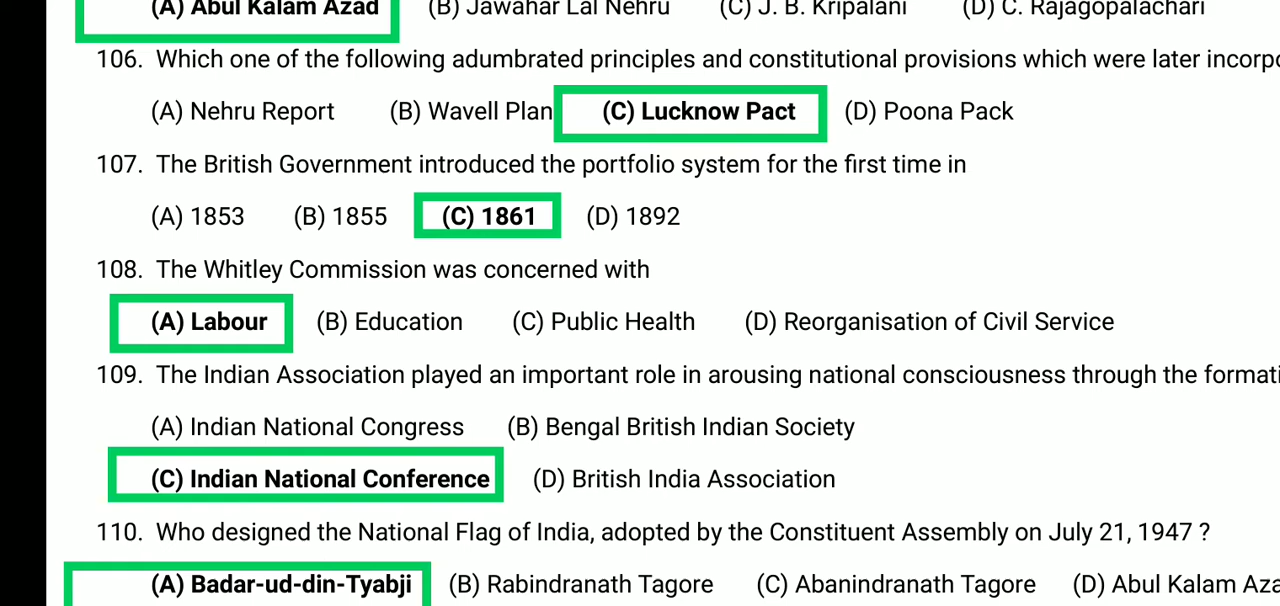 (A) Abul Kalam Azad (B) Jawahar Lal Nehru (C) J. B. Kripalani (D) C. Rajagopalachari
106. Which one of the following adumbrated principles and constitutional provisions which were later incorpo
(A) Nehru Report (B) Wavell Plan (C) Lucknow Pact (D) Poona Pack
107. The British Government introduced the portfolio system for the first time in
(A) 1853 (B) 1855 (C) 1861 (D) 1892
108. The Whitley Commission was concerned with
(A) Labour (B) Education (C) Public Health (D) Reorganisation of Civil Service
109. The Indian Association played an important role in arousing national consciousness through the formati
(A) Indian National Congress (B) Bengal British Indian Society
(C) Indian National Conference (D) British India Association
110. Who designed the National Flag of India, adopted by the Constituent Assembly on July 21, 1947 ?
(A) Badar-ud-din-Tyabji (B) Rabindranath Tagore (C) Abanindranath Tagore (D) Abul Kalam Aza